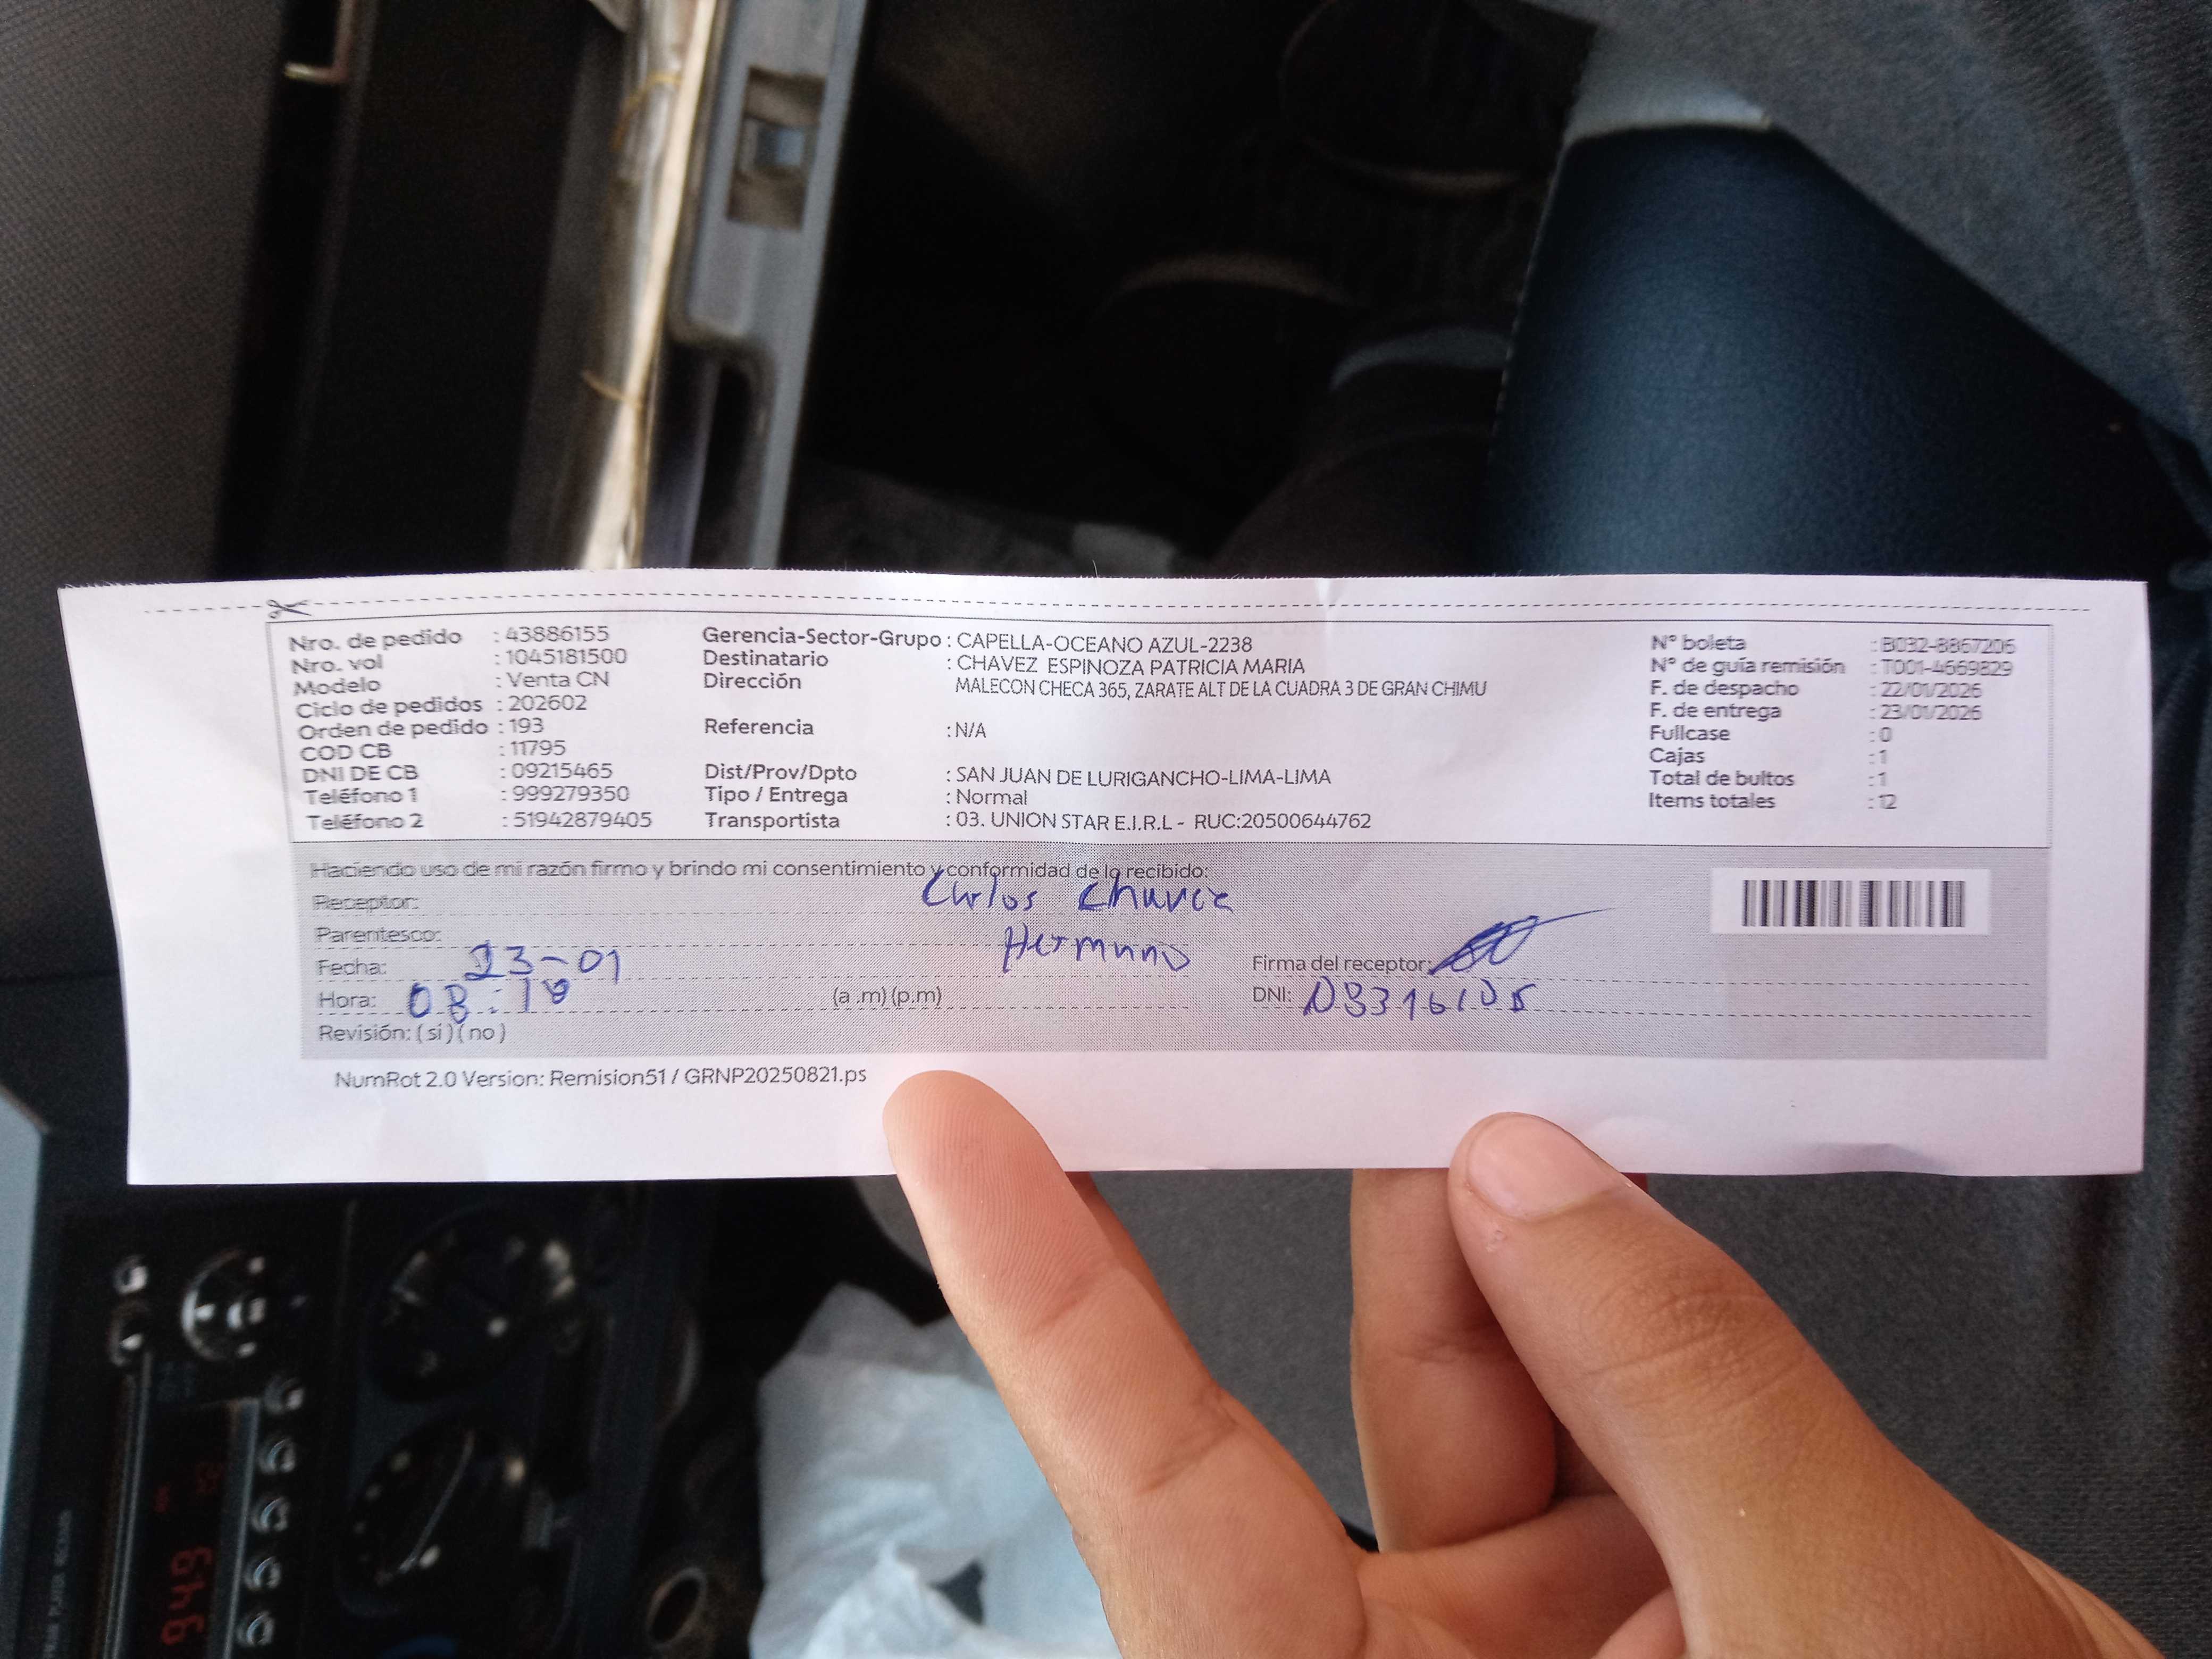 Nro. de pedido : 43886155
Nro. vol : 1045181500
Modelo : Venta CN
Ciclo de pedidos : 202602
Orden de pedido : 193
COD CB : 11795
DNI DE CB : 09215465
Teléfono 1 : 999279350
Teléfono 2 : 51942879405
Gerencia-Sector-Grupo : CAPELLA-OCEANO AZUL-2238
Destinatario : CHAVEZ ESPINOZA PATRICIA MARIA
Dirección MALECON CHECA 365, ZARATE ALT DE LA CUADRA 3 DE GRAN CHIMU
Referencia : N/A
Dist/Prov/Dpto : SAN JUAN DE LURIGANCHO-LIMA-LIMA
Tipo / Entrega : Normal
Transportista : 03. UNION STAR E.I.R.L - RUC:20500644762
N° boleta : B032-8867206
N° de guía remisión : T001-4669829
F. de despacho : 22/01/2026
F. de entrega : 23/01/2026
Fullcase : 0
Cajas : 1
Total de bultos : 1
Items totales : 12
Haciendo uso de mi razón firmo y brindo mi consentimiento y conformidad de lo recibido:
Receptor: Carlos Chavez
Parentesco: Hermano
Fecha: 23-01 Firma del receptor:
Hora: 08:18 (a .m) (p.m) DNI:
Revisión: ( sí ) ( no )
NumRot 2.0 Version: Remision51 / GRNP20250821.ps